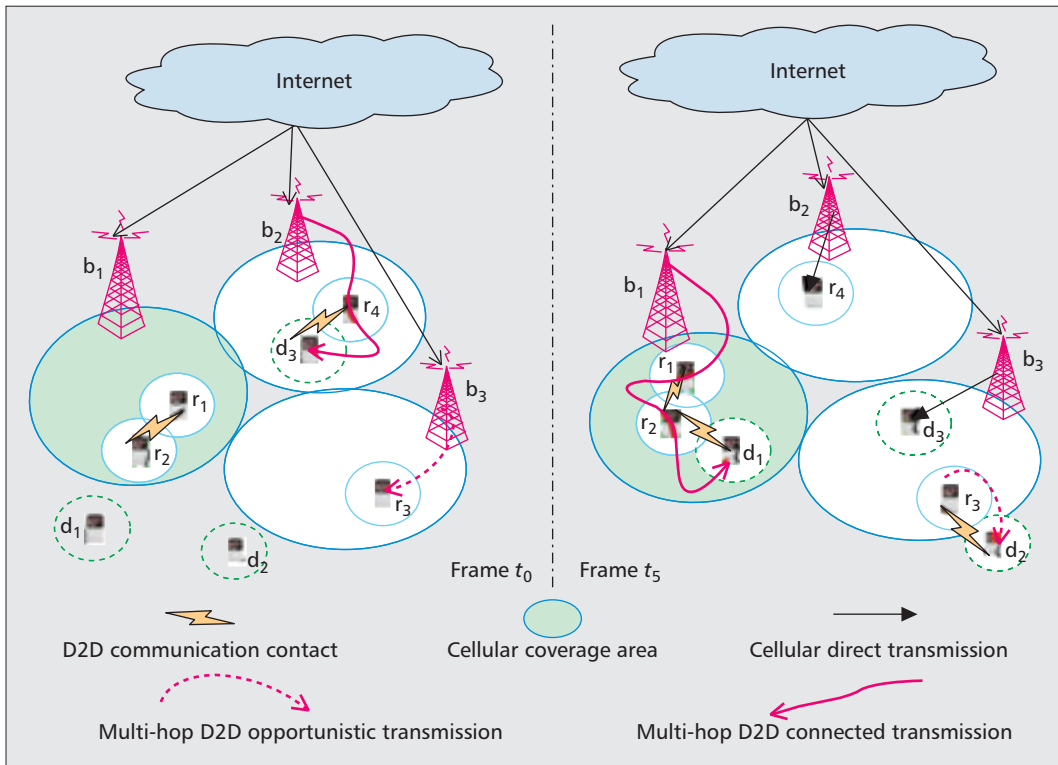 Internet
b1
b2
b3
r1
r2
r3
r4
d1
d2
d3
Internet
b1
b2
b3
r1
r2
r3
r4
d1
d2
d3
Frame t0
Frame t5
D2D communication contact
Cellular coverage area
Cellular direct transmission
Multi-hop D2D opportunistic transmission
Multi-hop D2D connected transmission